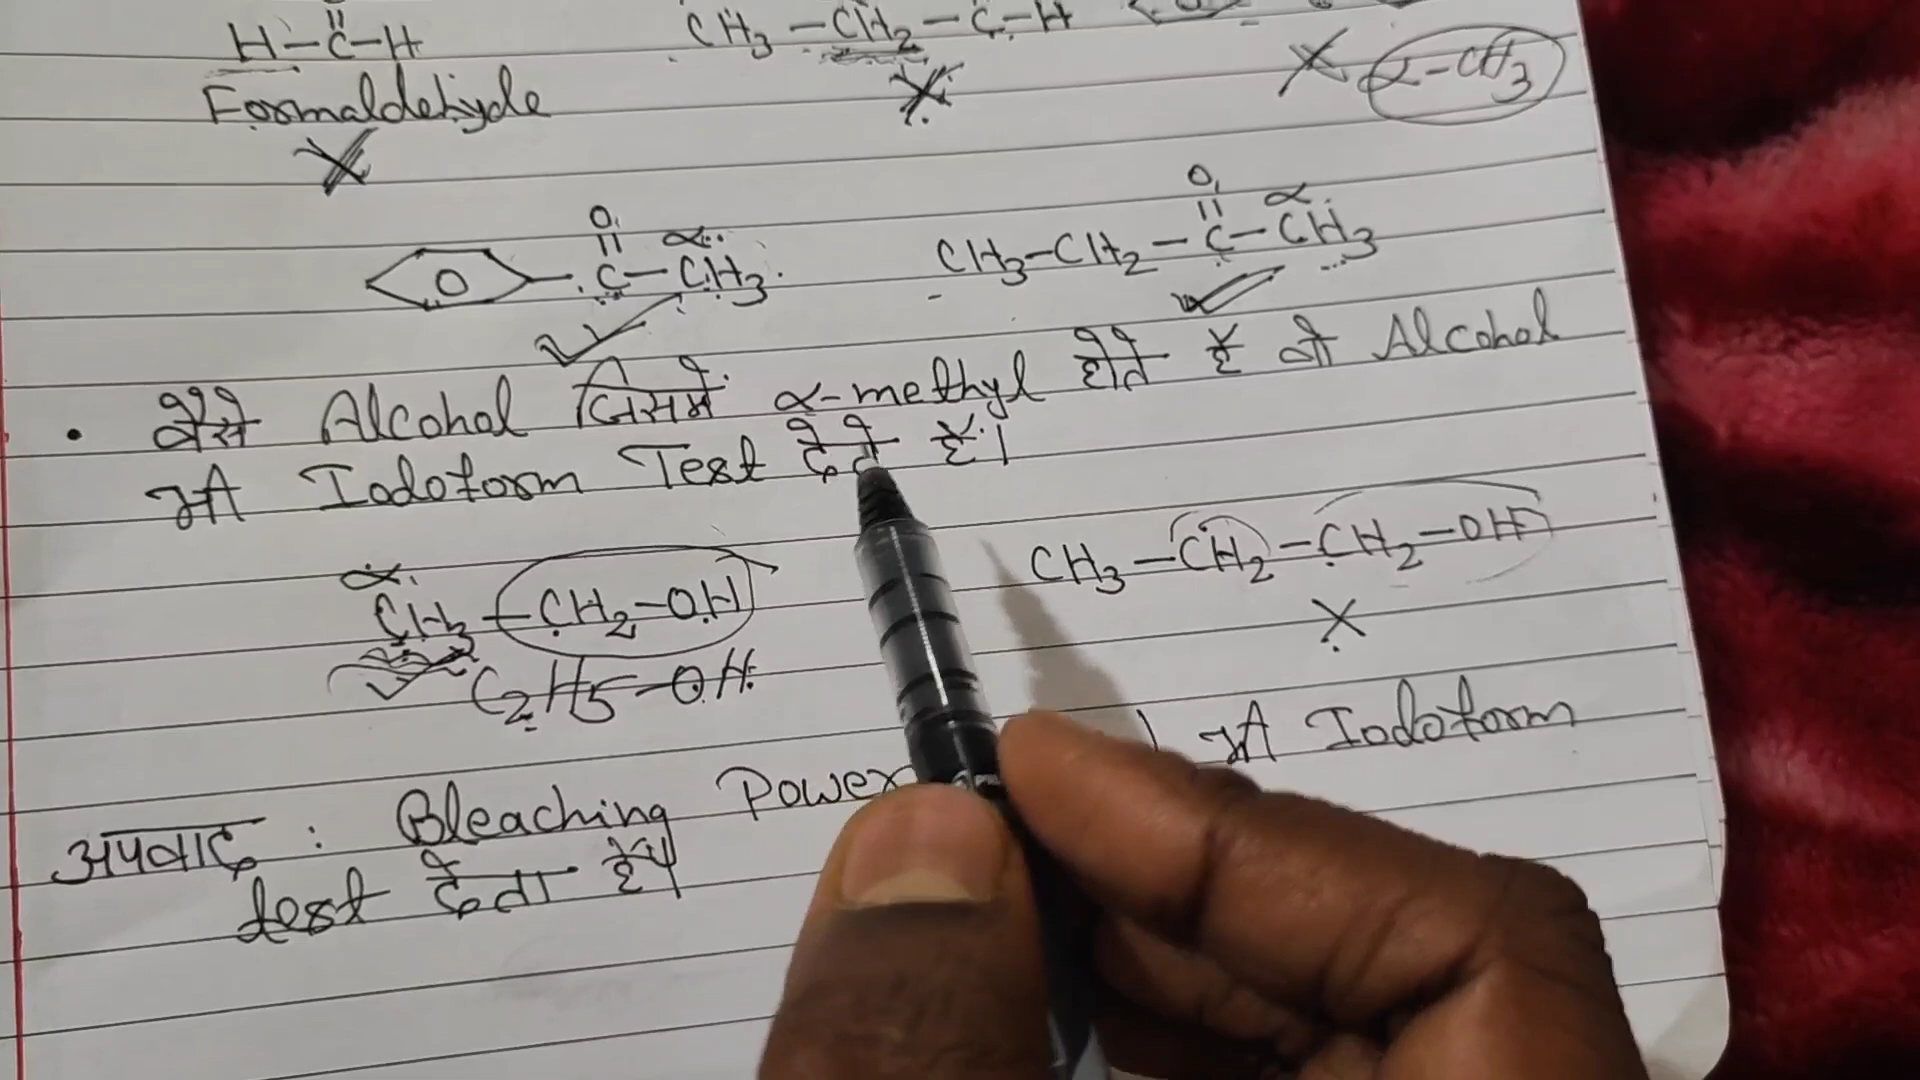 O
H-C-H
CH3-CH2-C-H
Formaldehyde
α-CH3
O
C-CH3
α
O
CH3-CH2-C-CH3
α
वैसे Alcohol जिसमें α-methyl होते हैं वो Alcohol
भी Iodoform Test देते हैं।
α
CH3-CH2-OH
CH3-CH2-CH2-OH
C2H5-OH
अपवाद : Bleaching Power भी Iodoform
test देता है।